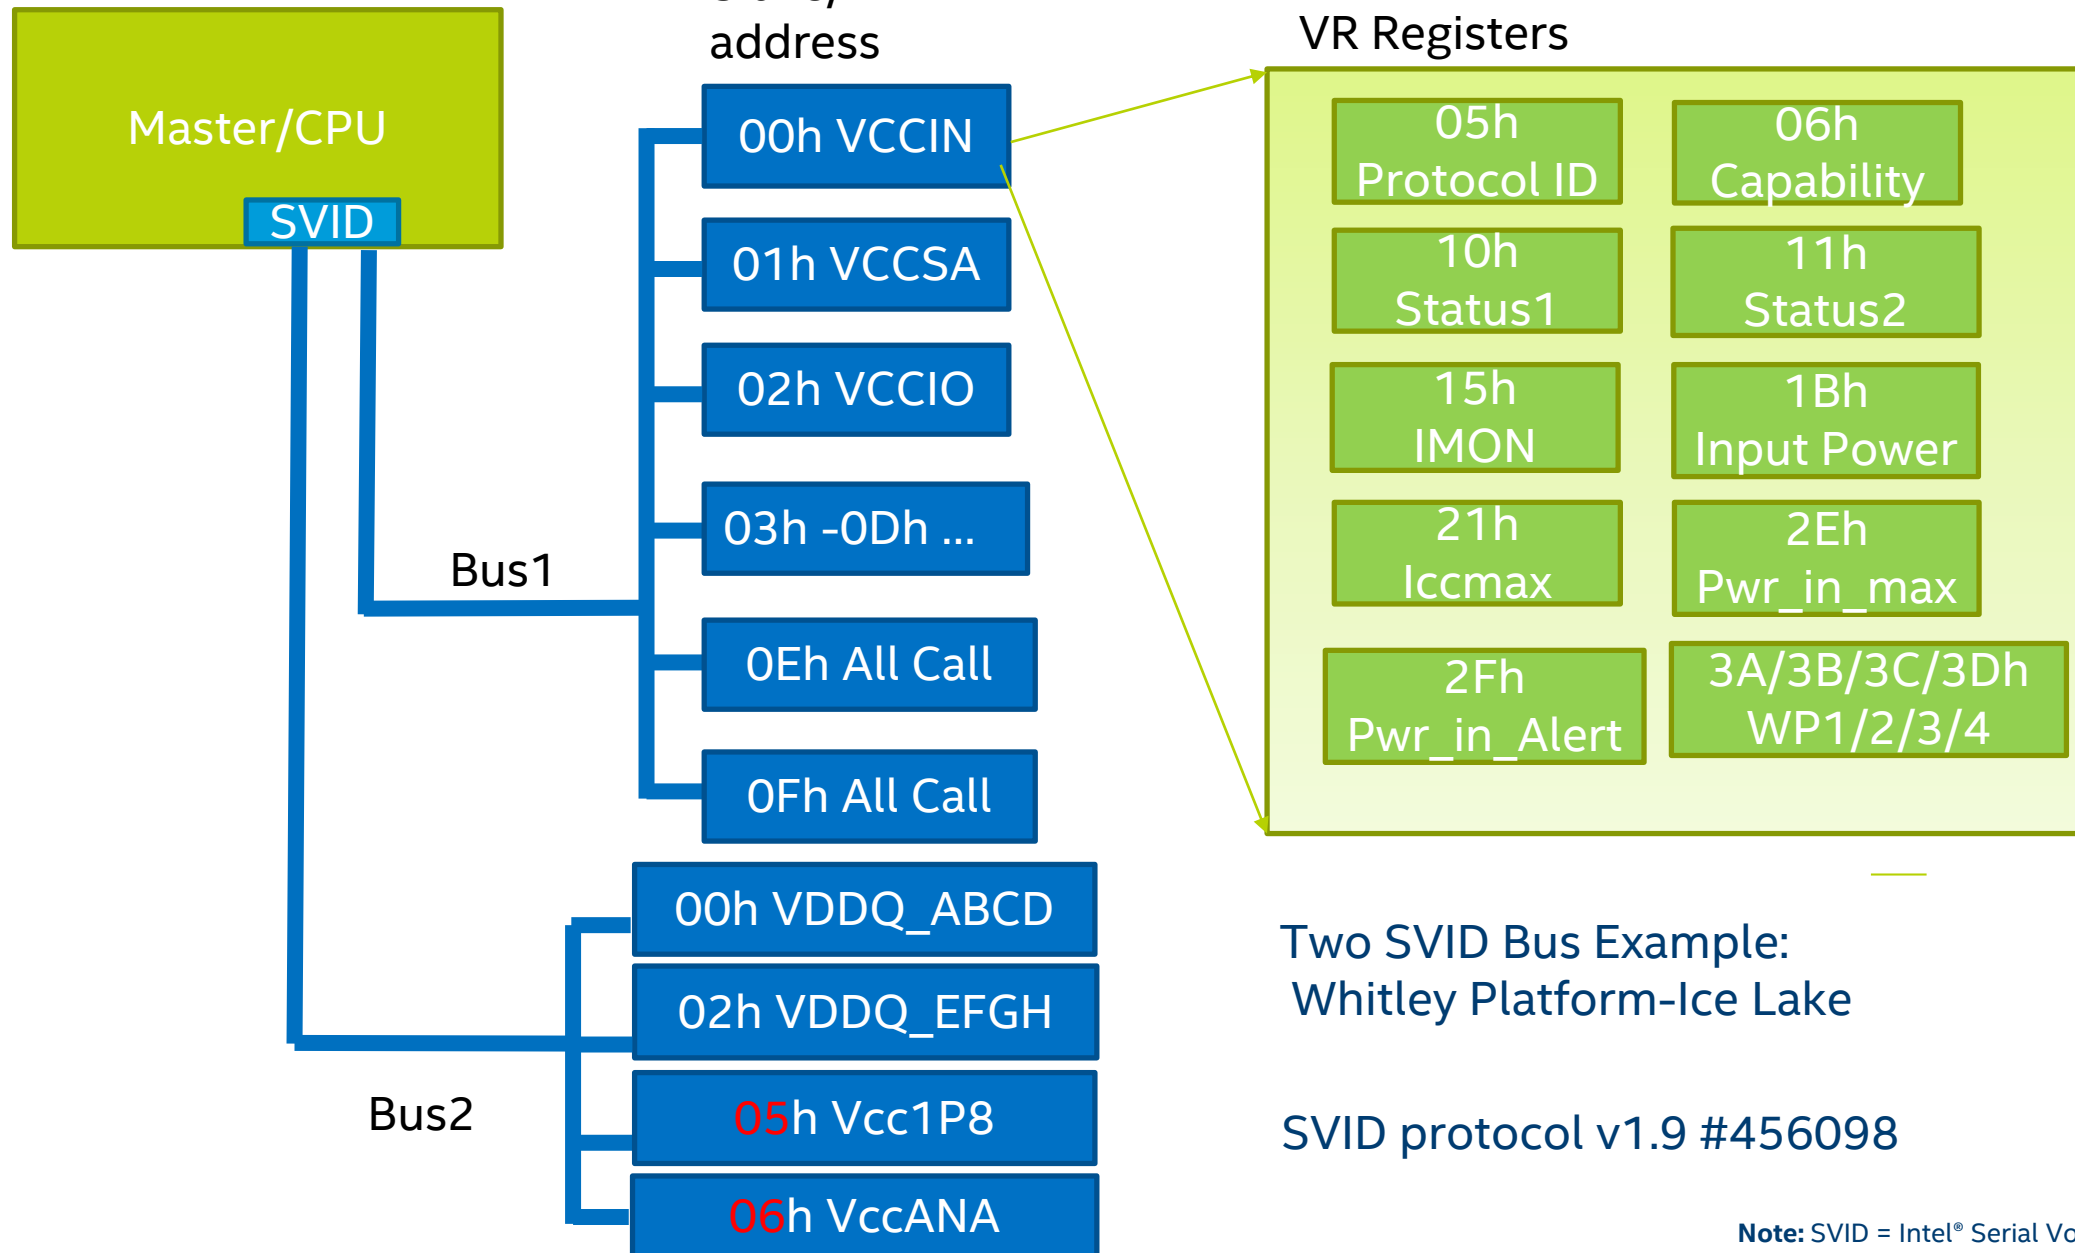 address
VR Registers
Master/CPU
SVID
00h VCCIN
01h VCCSA
02h VCCIO
03h -0Dh ...
0Eh All Call
0Fh All Call
Bus1
00h VDDQ_ABCD
02h VDDQ_EFGH
05h Vcc1P8
06h VccANA
Bus2
05h
Protocol ID
06h
Capability
10h
Status1
11h
Status2
15h
IMON
1Bh
Input Power
21h
Iccmax
2Eh
Pwr_in_max
2Fh
Pwr_in_Alert
3A/3B/3C/3Dh
WP1/2/3/4
Two SVID Bus Example:
Whitley Platform-Ice Lake
SVID protocol v1.9 #456098
Note: SVID = Intel® Serial